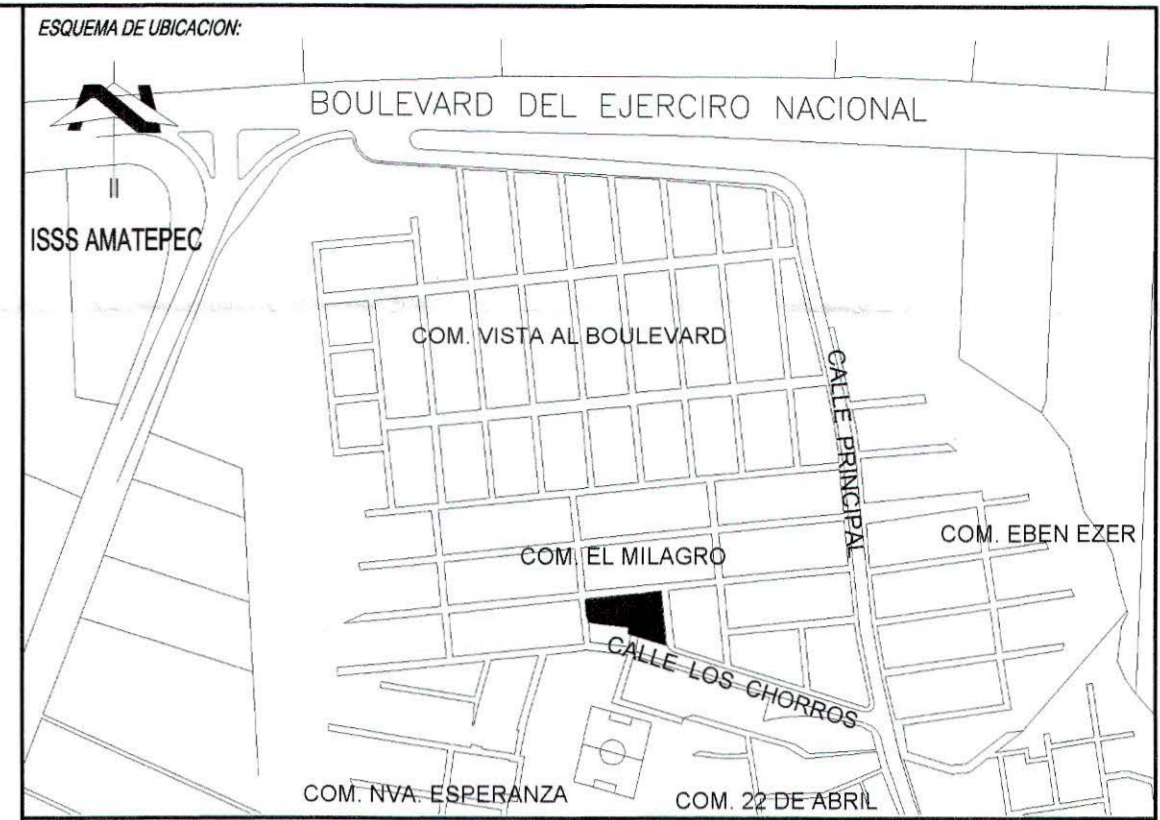 ESQUEMA DE UBICACION:
BOULEVARD DEL EJERCIRO NACIONAL
ISSS AMATEPEC
COM. VISTA AL BOULEVARD
CALLE PRINCIPAL
COM. EBEN EZER
COM. EL MILAGRO
CALLE LOS CHORROS
COM. NVA. ESPERANZA
COM. 22 DE ABRIL